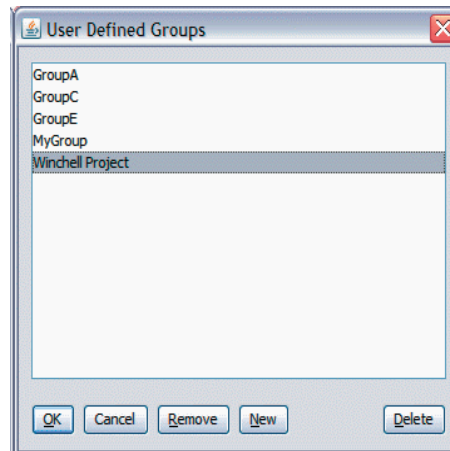 User Defined Groups
GroupA
GroupC
GroupE
MyGroup
Winchell Project
OK Cancel Remove New Delete